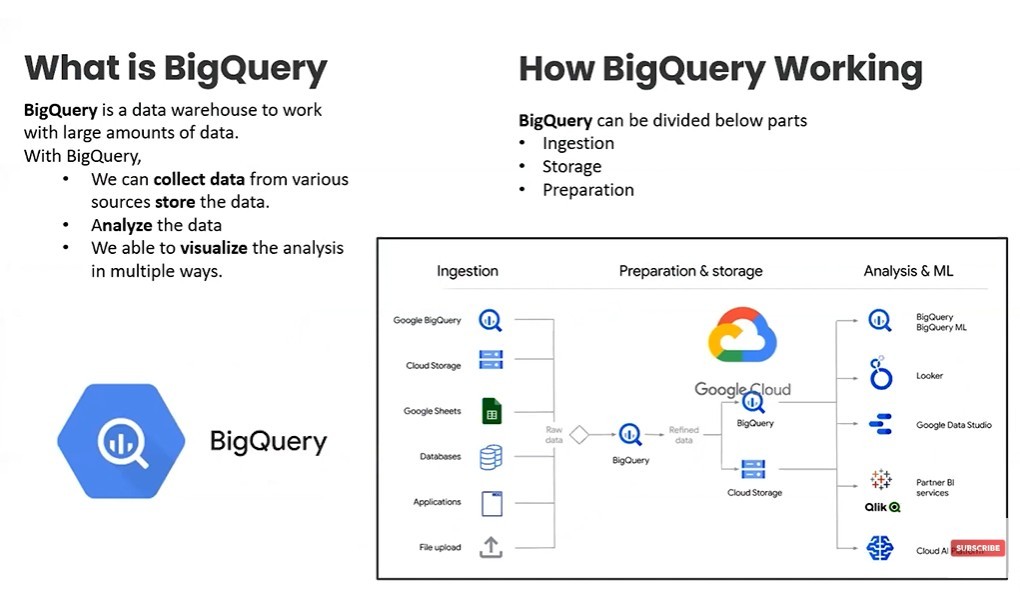 What is BigQuery
BigQuery is a data warehouse to work
with large amounts of data.
With BigQuery,
• We can collect data from various
sources store the data.
• Analyze the data
• We able to visualize the analysis
in multiple ways.
BigQuery
How BigQuery Working
BigQuery can be divided below parts
• Ingestion
• Storage
• Preparation
Ingestion
Preparation & storage
Analysis & ML
Google BigQuery
Cloud Storage
Google Sheets
Databases
Applications
File upload
Raw
data
BigQuery
Refined
data
Google Cloud
BigQuery
Cloud Storage
BigQuery
BigQuery ML
Looker
Google Data Studio
Partner BI
services
Qlik
Cloud AI
SUBSCRIBE